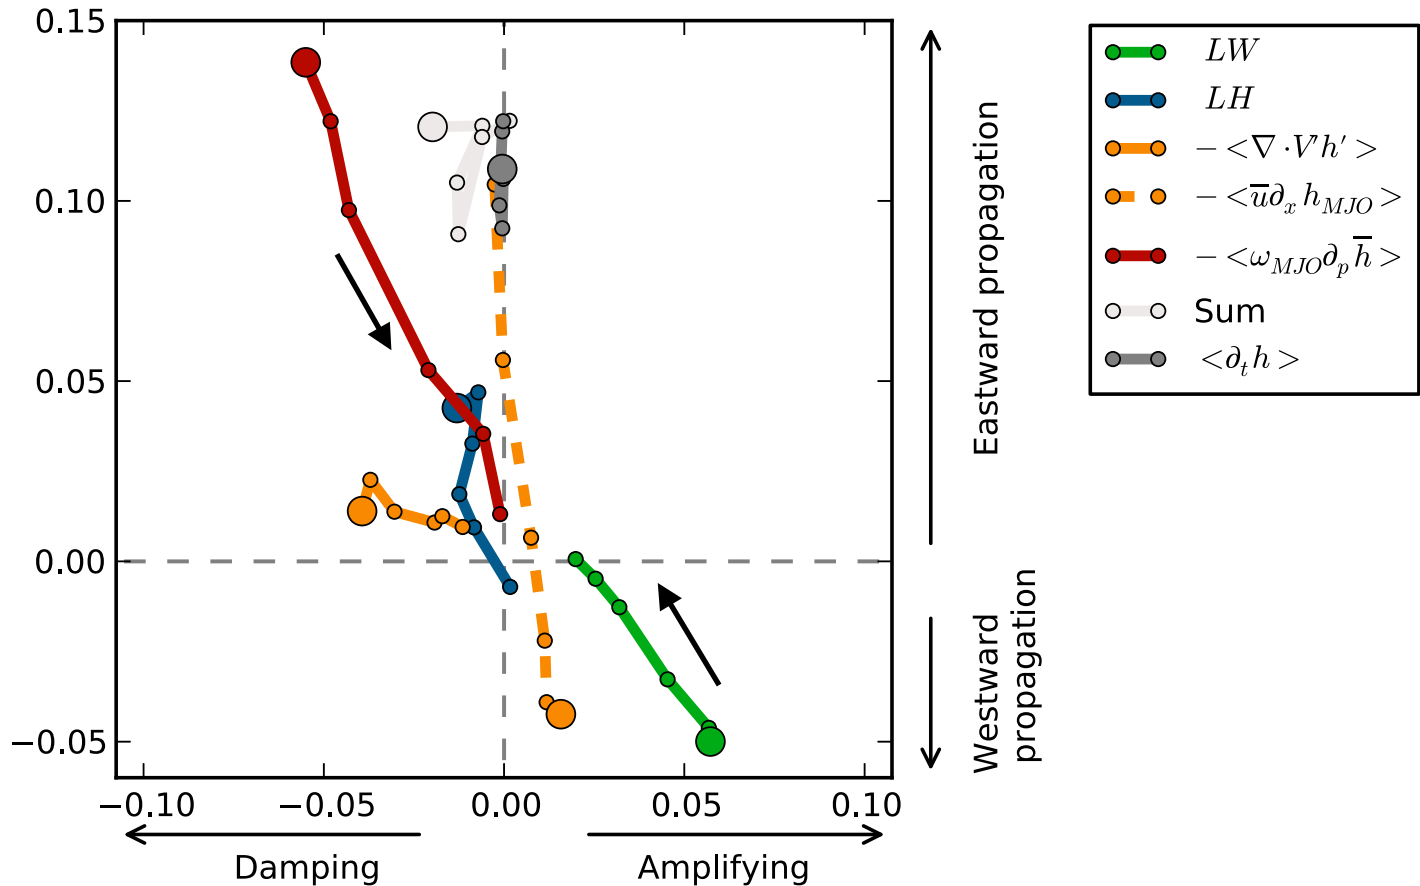 0.15
0.10
0.05
0.00
−0.05
−0.10
−0.05
0.00
0.05
0.10
Damping
Amplifying
Eastward propagation
Westward
propagation
LW
LH
−<∇·V'h'>
−<u̅∂ₓh_MJO>
−<ω_MJO∂ₚh̅>
Sum
<∂ₜh>